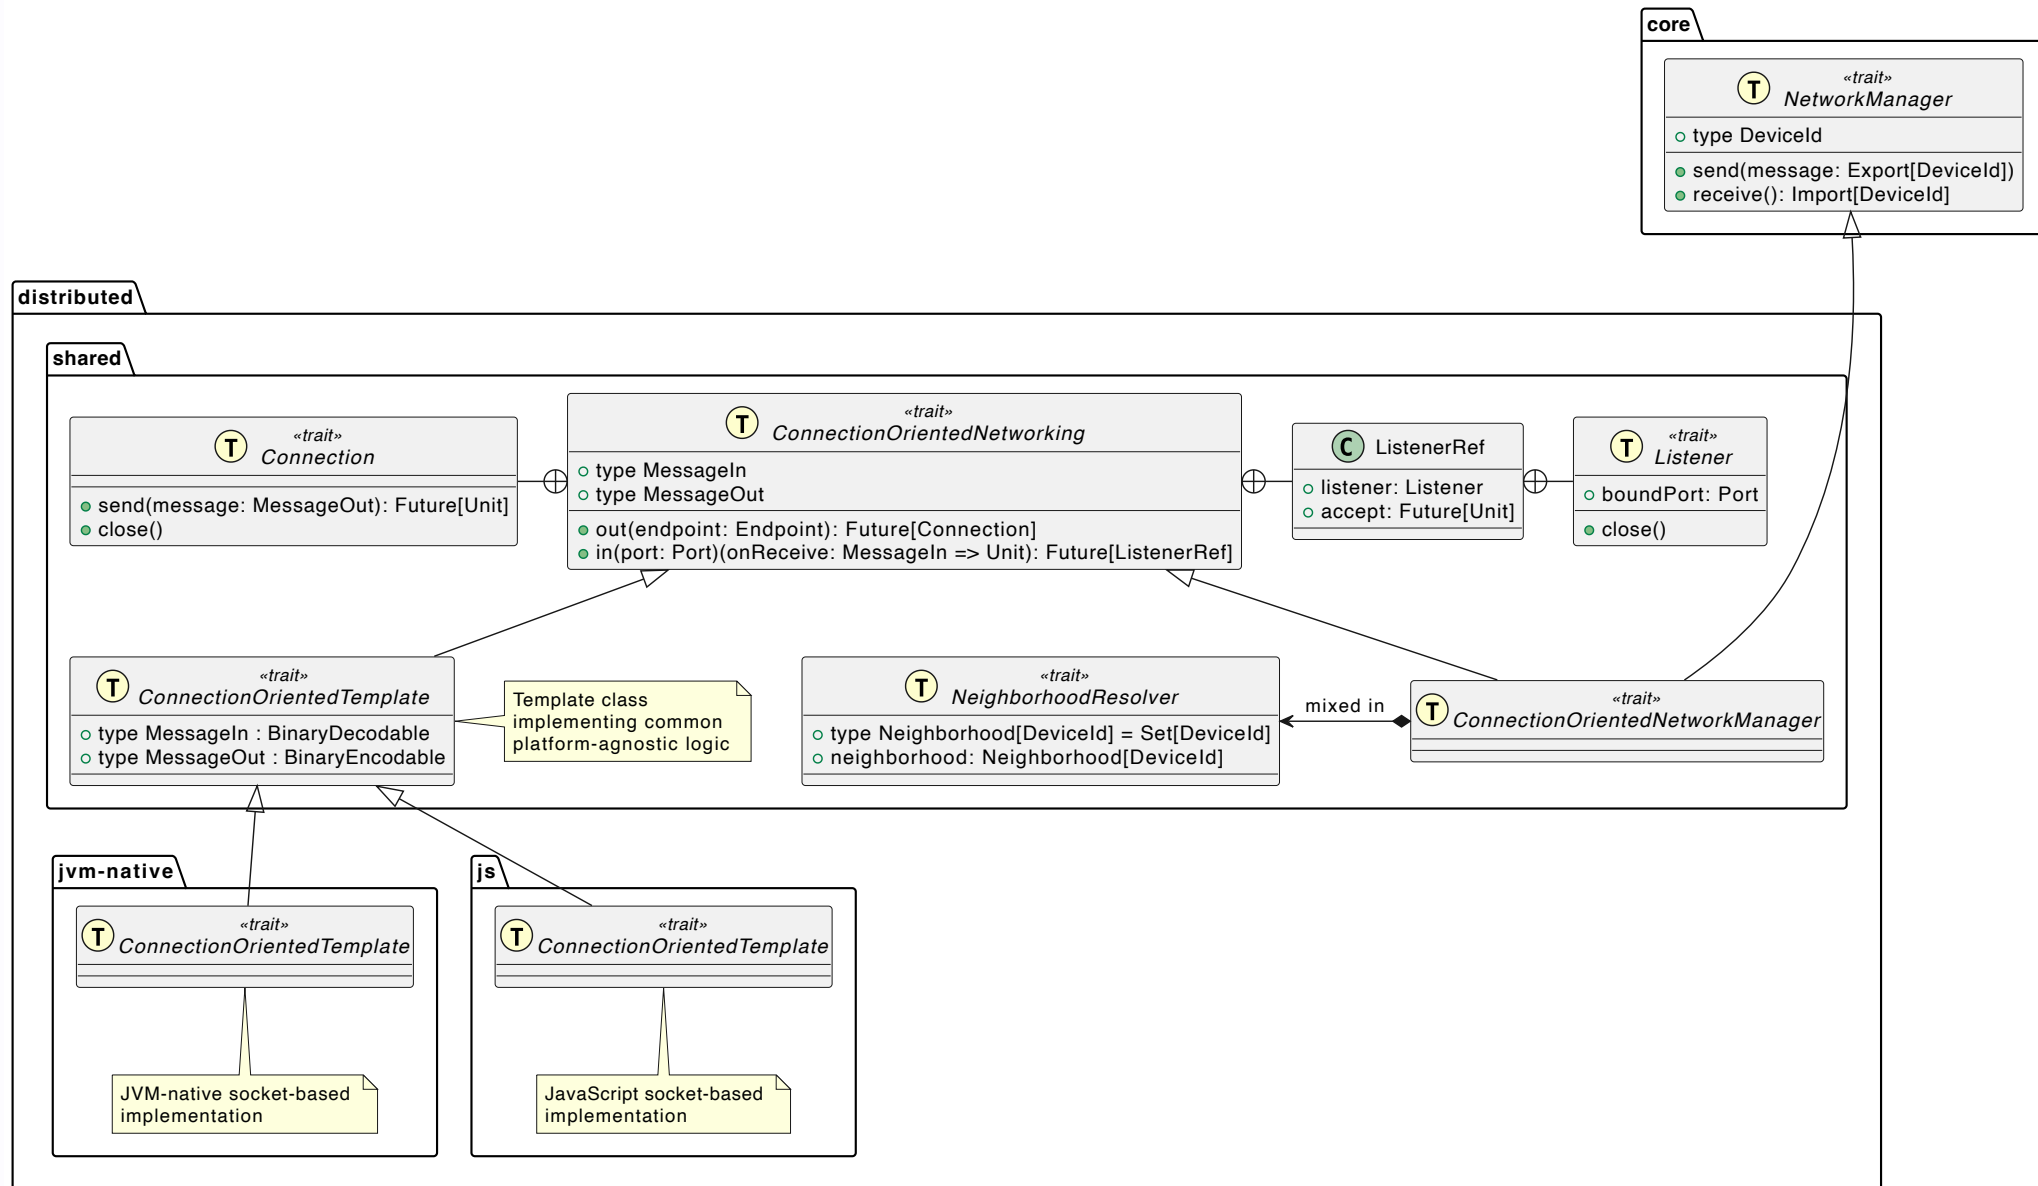 core
T
«trait»
NetworkManager
type DeviceId
send(message: Export[DeviceId])
receive(): Import[DeviceId]
distributed
shared
T
«trait»
Connection
send(message: MessageOut): Future[Unit]
close()
T
«trait»
ConnectionOrientedNetworking
type MessageIn
type MessageOut
out(endpoint: Endpoint): Future[Connection]
in(port: Port)(onReceive: MessageIn => Unit): Future[ListenerRef]
C
ListenerRef
listener: Listener
accept: Future[Unit]
T
«trait»
Listener
boundPort: Port
close()
T
«trait»
ConnectionOrientedTemplate
type MessageIn : BinaryDecodable
type MessageOut : BinaryEncodable
Template class
implementing common
platform-agnostic logic
T
«trait»
NeighborhoodResolver
type Neighborhood[DeviceId] = Set[DeviceId]
neighborhood: Neighborhood[DeviceId]
mixed in
T
«trait»
ConnectionOrientedNetworkManager
jvm-native
T
«trait»
ConnectionOrientedTemplate
JVM-native socket-based
implementation
js
T
«trait»
ConnectionOrientedTemplate
JavaScript socket-based
implementation